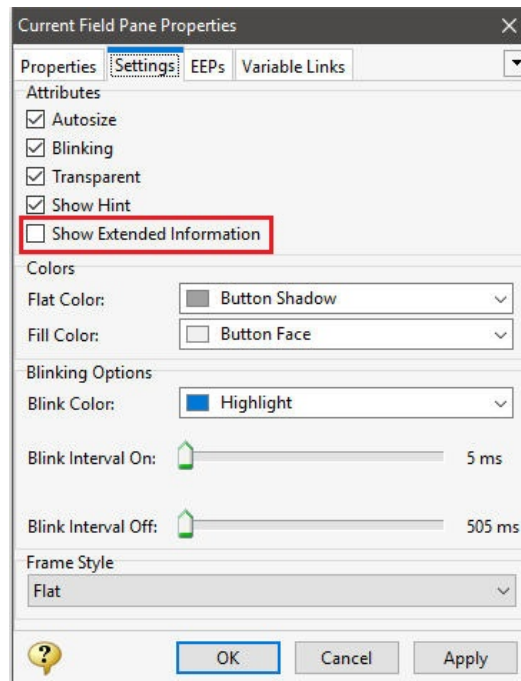 Current Field Pane Properties
Properties Settings EEPs Variable Links
Attributes
Autosize
Blinking
Transparent
Show Hint
Show Extended Information
Colors
Flat Color: Button Shadow
Fill Color: Button Face
Blinking Options
Blink Color: Highlight
Blink Interval On: 5 ms
Blink Interval Off: 505 ms
Frame Style
Flat
? OK Cancel Apply